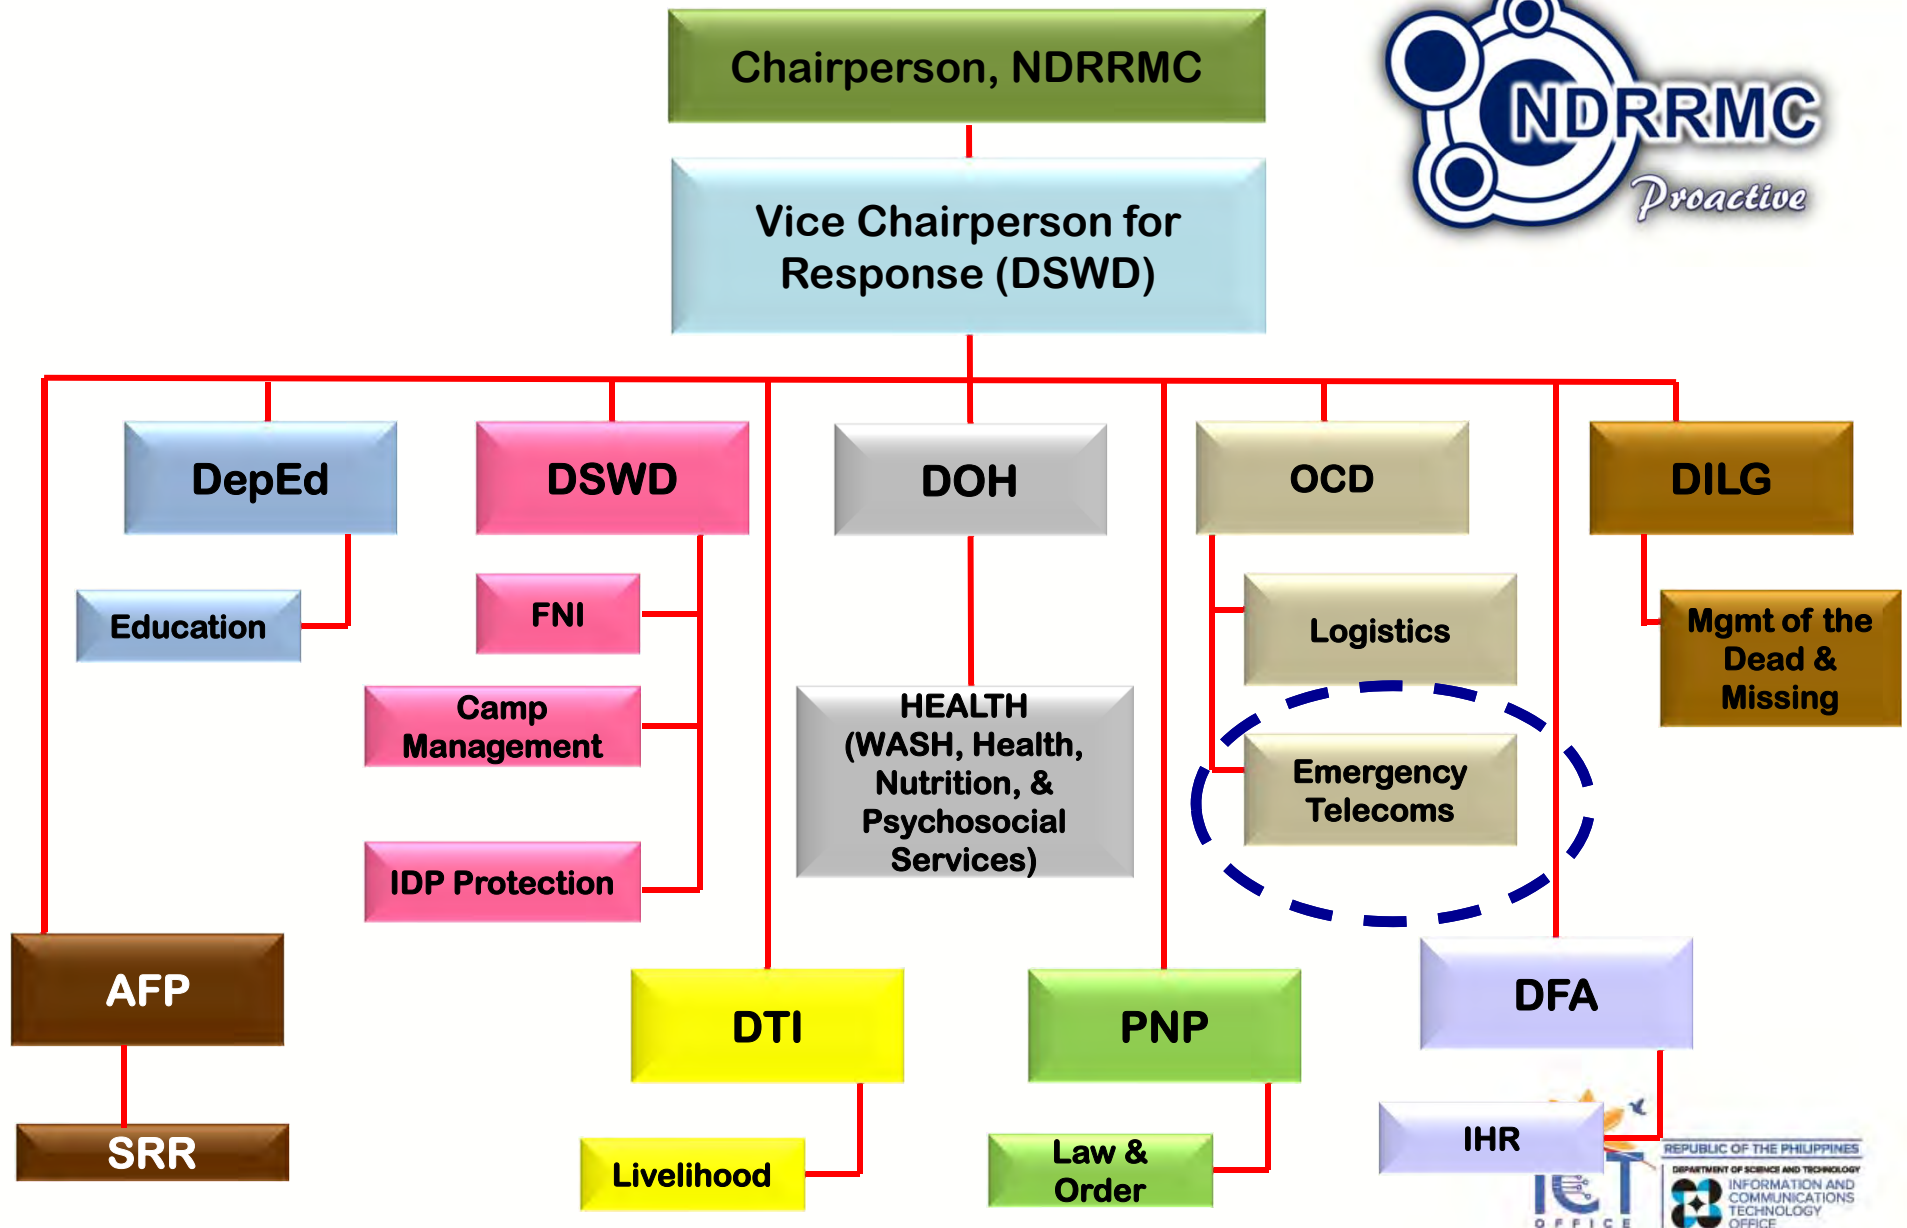 Chairperson, NDRRMC
NDRRMC
Proactive
Vice Chairperson for
Response (DSWD)
DepEd
DSWD
DOH
OCD
DILG
Education
FNI
Camp
Management
IDP Protection
HEALTH
(WASH, Health,
Nutrition, &
Psychosocial
Services)
Logistics
Emergency
Telecoms
Mgmt of the
Dead &
Missing
AFP
SRR
DTI
Livelihood
PNP
Law &
Order
DFA
IHR
ICT
OFFICE
REPUBLIC OF THE PHILIPPINES
DEPARTMENT OF SCIENCE AND TECHNOLOGY
INFORMATION AND
COMMUNICATIONS
TECHNOLOGY
OFFICE